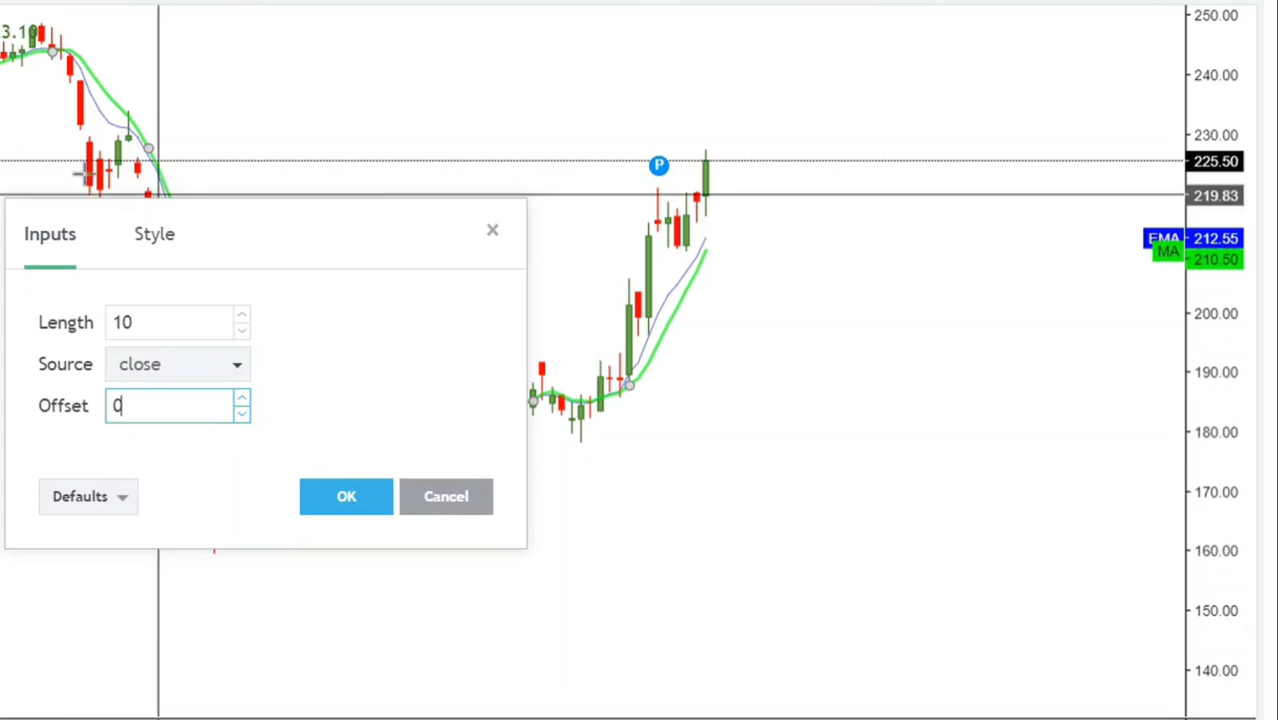 3.10
P
250.00
240.00
230.00
225.50
219.83
EMA 212.55
MA 210.50
200.00
190.00
180.00
170.00
160.00
150.00
140.00
Inputs Style ×
Length 10
Source close
Offset 0
Defaults OK Cancel